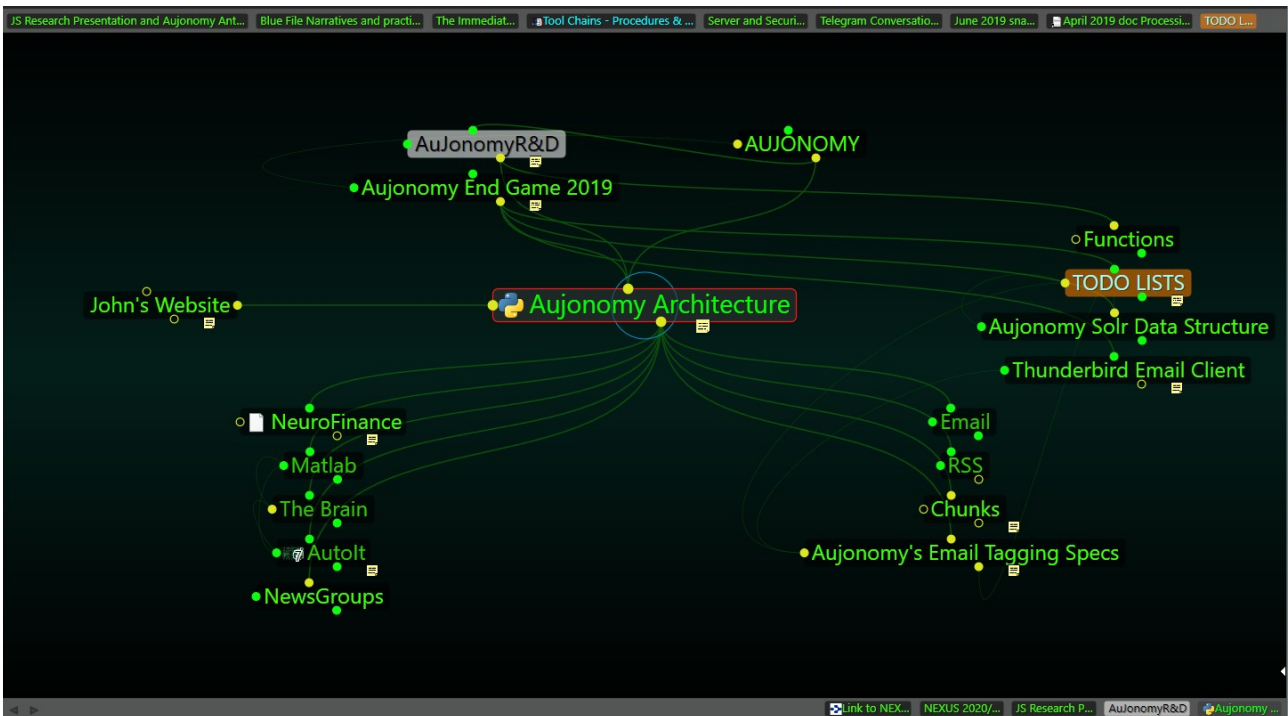 JS Research Presentation and Aujonomy Ant...
Blue File Narratives and practi...
The Immediat...
Tool Chains - Procedures & ...
Server and Securi...
Telegram Conversatio...
June 2019 sna...
April 2019 doc Processi...
TODO L...
AuJonomyR&D
AUJONOMY
Aujonomy End Game 2019
Functions
TODO LISTS
John's Website
Aujonomy Architecture
Aujonomy Solr Data Structure
Thunderbird Email Client
NeuroFinance
Email
Matlab
RSS
The Brain
Chunks
AutoIt
Aujonomy's Email Tagging Specs
NewsGroups
Link to NEX...
NEXUS 2020/...
JS Research P...
AuJonomyR&D
Aujonomy ...